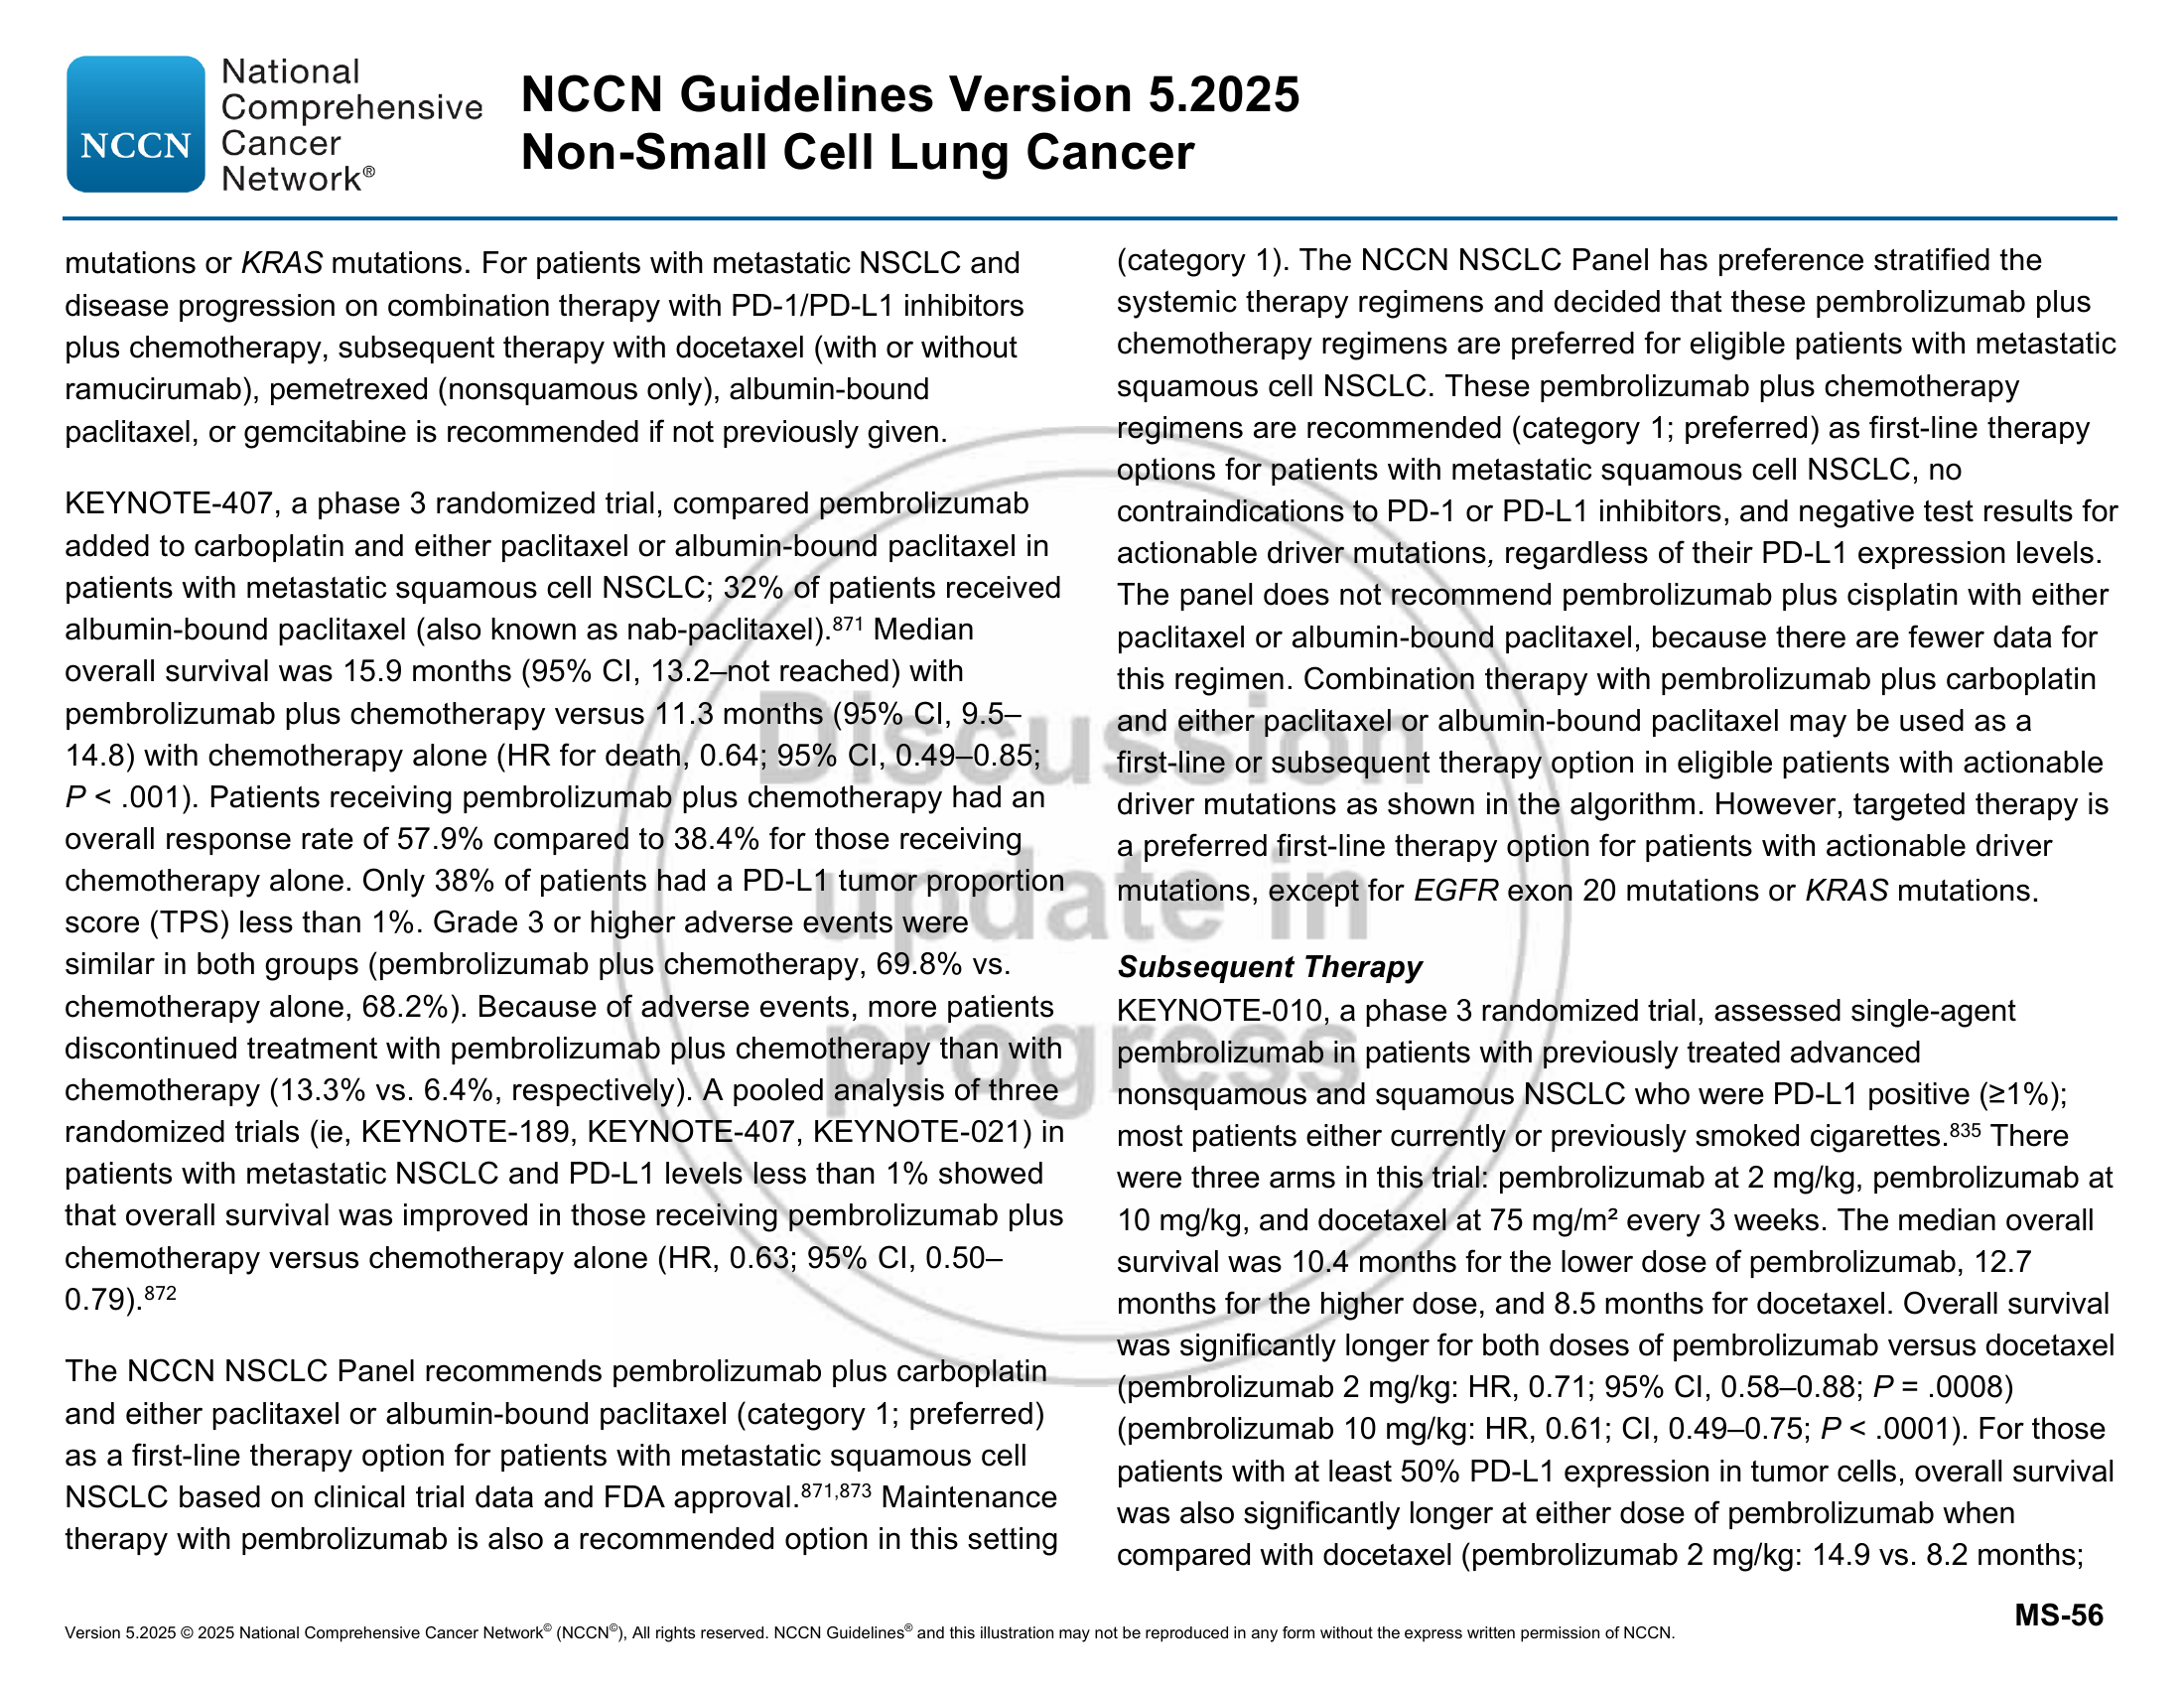 NCCN
National
Comprehensive
Cancer
Network®
NCCN Guidelines Version 5.2025
Non-Small Cell Lung Cancer
mutations or KRAS mutations. For patients with metastatic NSCLC and
disease progression on combination therapy with PD-1/PD-L1 inhibitors
plus chemotherapy, subsequent therapy with docetaxel (with or without
ramucirumab), pemetrexed (nonsquamous only), albumin-bound
paclitaxel, or gemcitabine is recommended if not previously given.
KEYNOTE-407, a phase 3 randomized trial, compared pembrolizumab
added to carboplatin and either paclitaxel or albumin-bound paclitaxel in
patients with metastatic squamous cell NSCLC; 32% of patients received
albumin-bound paclitaxel (also known as nab-paclitaxel).871 Median
overall survival was 15.9 months (95% CI, 13.2–not reached) with
pembrolizumab plus chemotherapy versus 11.3 months (95% CI, 9.5–
14.8) with chemotherapy alone (HR for death, 0.64; 95% CI, 0.49–0.85;
P < .001). Patients receiving pembrolizumab plus chemotherapy had an
overall response rate of 57.9% compared to 38.4% for those receiving
chemotherapy alone. Only 38% of patients had a PD-L1 tumor proportion
score (TPS) less than 1%. Grade 3 or higher adverse events were
similar in both groups (pembrolizumab plus chemotherapy, 69.8% vs.
chemotherapy alone, 68.2%). Because of adverse events, more patients
discontinued treatment with pembrolizumab plus chemotherapy than with
chemotherapy (13.3% vs. 6.4%, respectively). A pooled analysis of three
randomized trials (ie, KEYNOTE-189, KEYNOTE-407, KEYNOTE-021) in
patients with metastatic NSCLC and PD-L1 levels less than 1% showed
that overall survival was improved in those receiving pembrolizumab plus
chemotherapy versus chemotherapy alone (HR, 0.63; 95% CI, 0.50–
0.79).872
The NCCN NSCLC Panel recommends pembrolizumab plus carboplatin
and either paclitaxel or albumin-bound paclitaxel (category 1; preferred)
as a first-line therapy option for patients with metastatic squamous cell
NSCLC based on clinical trial data and FDA approval.871,873 Maintenance
therapy with pembrolizumab is also a recommended option in this setting
(category 1). The NCCN NSCLC Panel has preference stratified the
systemic therapy regimens and decided that these pembrolizumab plus
chemotherapy regimens are preferred for eligible patients with metastatic
squamous cell NSCLC. These pembrolizumab plus chemotherapy
regimens are recommended (category 1; preferred) as first-line therapy
options for patients with metastatic squamous cell NSCLC, no
contraindications to PD-1 or PD-L1 inhibitors, and negative test results for
actionable driver mutations, regardless of their PD-L1 expression levels.
The panel does not recommend pembrolizumab plus cisplatin with either
paclitaxel or albumin-bound paclitaxel, because there are fewer data for
this regimen. Combination therapy with pembrolizumab plus carboplatin
and either paclitaxel or albumin-bound paclitaxel may be used as a
first-line or subsequent therapy option in eligible patients with actionable
driver mutations as shown in the algorithm. However, targeted therapy is
a preferred first-line therapy option for patients with actionable driver
mutations, except for EGFR exon 20 mutations or KRAS mutations.
Subsequent Therapy
KEYNOTE-010, a phase 3 randomized trial, assessed single-agent
pembrolizumab in patients with previously treated advanced
nonsquamous and squamous NSCLC who were PD-L1 positive (≥1%);
most patients either currently or previously smoked cigarettes.835 There
were three arms in this trial: pembrolizumab at 2 mg/kg, pembrolizumab at
10 mg/kg, and docetaxel at 75 mg/m² every 3 weeks. The median overall
survival was 10.4 months for the lower dose of pembrolizumab, 12.7
months for the higher dose, and 8.5 months for docetaxel. Overall survival
was significantly longer for both doses of pembrolizumab versus docetaxel
(pembrolizumab 2 mg/kg: HR, 0.71; 95% CI, 0.58–0.88; P = .0008)
(pembrolizumab 10 mg/kg: HR, 0.61; CI, 0.49–0.75; P < .0001). For those
patients with at least 50% PD-L1 expression in tumor cells, overall survival
was also significantly longer at either dose of pembrolizumab when
compared with docetaxel (pembrolizumab 2 mg/kg: 14.9 vs. 8.2 months;
Discussion
update in
progress
MS-56
Version 5.2025 © 2025 National Comprehensive Cancer Network© (NCCN©), All rights reserved. NCCN Guidelines® and this illustration may not be reproduced in any form without the express written permission of NCCN.